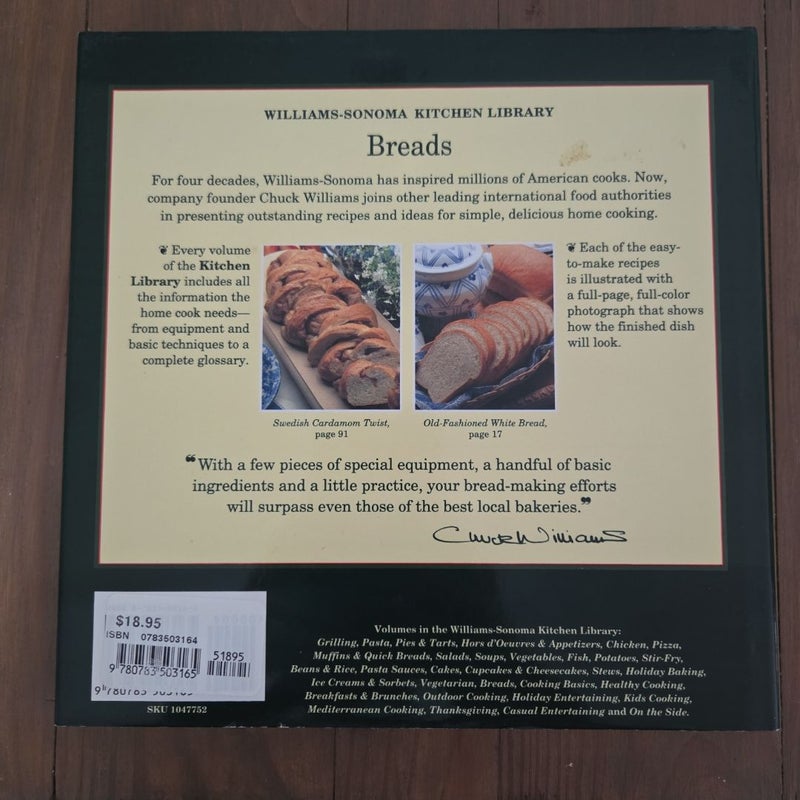 WILLIAMS-SONOMA KITCHEN LIBRARY
Breads
For four decades, Williams-Sonoma has inspired millions of American cooks. Now,
company founder Chuck Williams joins other leading international food authorities
in presenting outstanding recipes and ideas for simple, delicious home cooking.
❦ Every volume
of the Kitchen
Library includes all
the information the
home cook needs—
from equipment and
basic techniques to a
complete glossary.
Swedish Cardamom Twist,
page 91
Old-Fashioned White Bread,
page 17
❦ Each of the easy-
to-make recipes
is illustrated with
a full-page, full-color
photograph that shows
how the finished dish
will look.
“With a few pieces of special equipment, a handful of basic
ingredients and a little practice, your bread-making efforts
will surpass even those of the best local bakeries.”
Chuck Williams
$18.95
ISBN 0783503164
51895
9 780783 503165
SKU 1047752
Volumes in the Williams-Sonoma Kitchen Library:
Grilling, Pasta, Pies & Tarts, Hors d'Oeuvres & Appetizers, Chicken, Pizza,
Muffins & Quick Breads, Salads, Soups, Vegetables, Fish, Potatoes, Stir-Fry,
Beans & Rice, Pasta Sauces, Cakes, Cupcakes & Cheesecakes, Stews, Holiday Baking,
Ice Creams & Sorbets, Vegetarian, Breads, Cooking Basics, Healthy Cooking,
Breakfasts & Brunches, Outdoor Cooking, Holiday Entertaining, Kids Cooking,
Mediterranean Cooking, Thanksgiving, Casual Entertaining and On the Side.